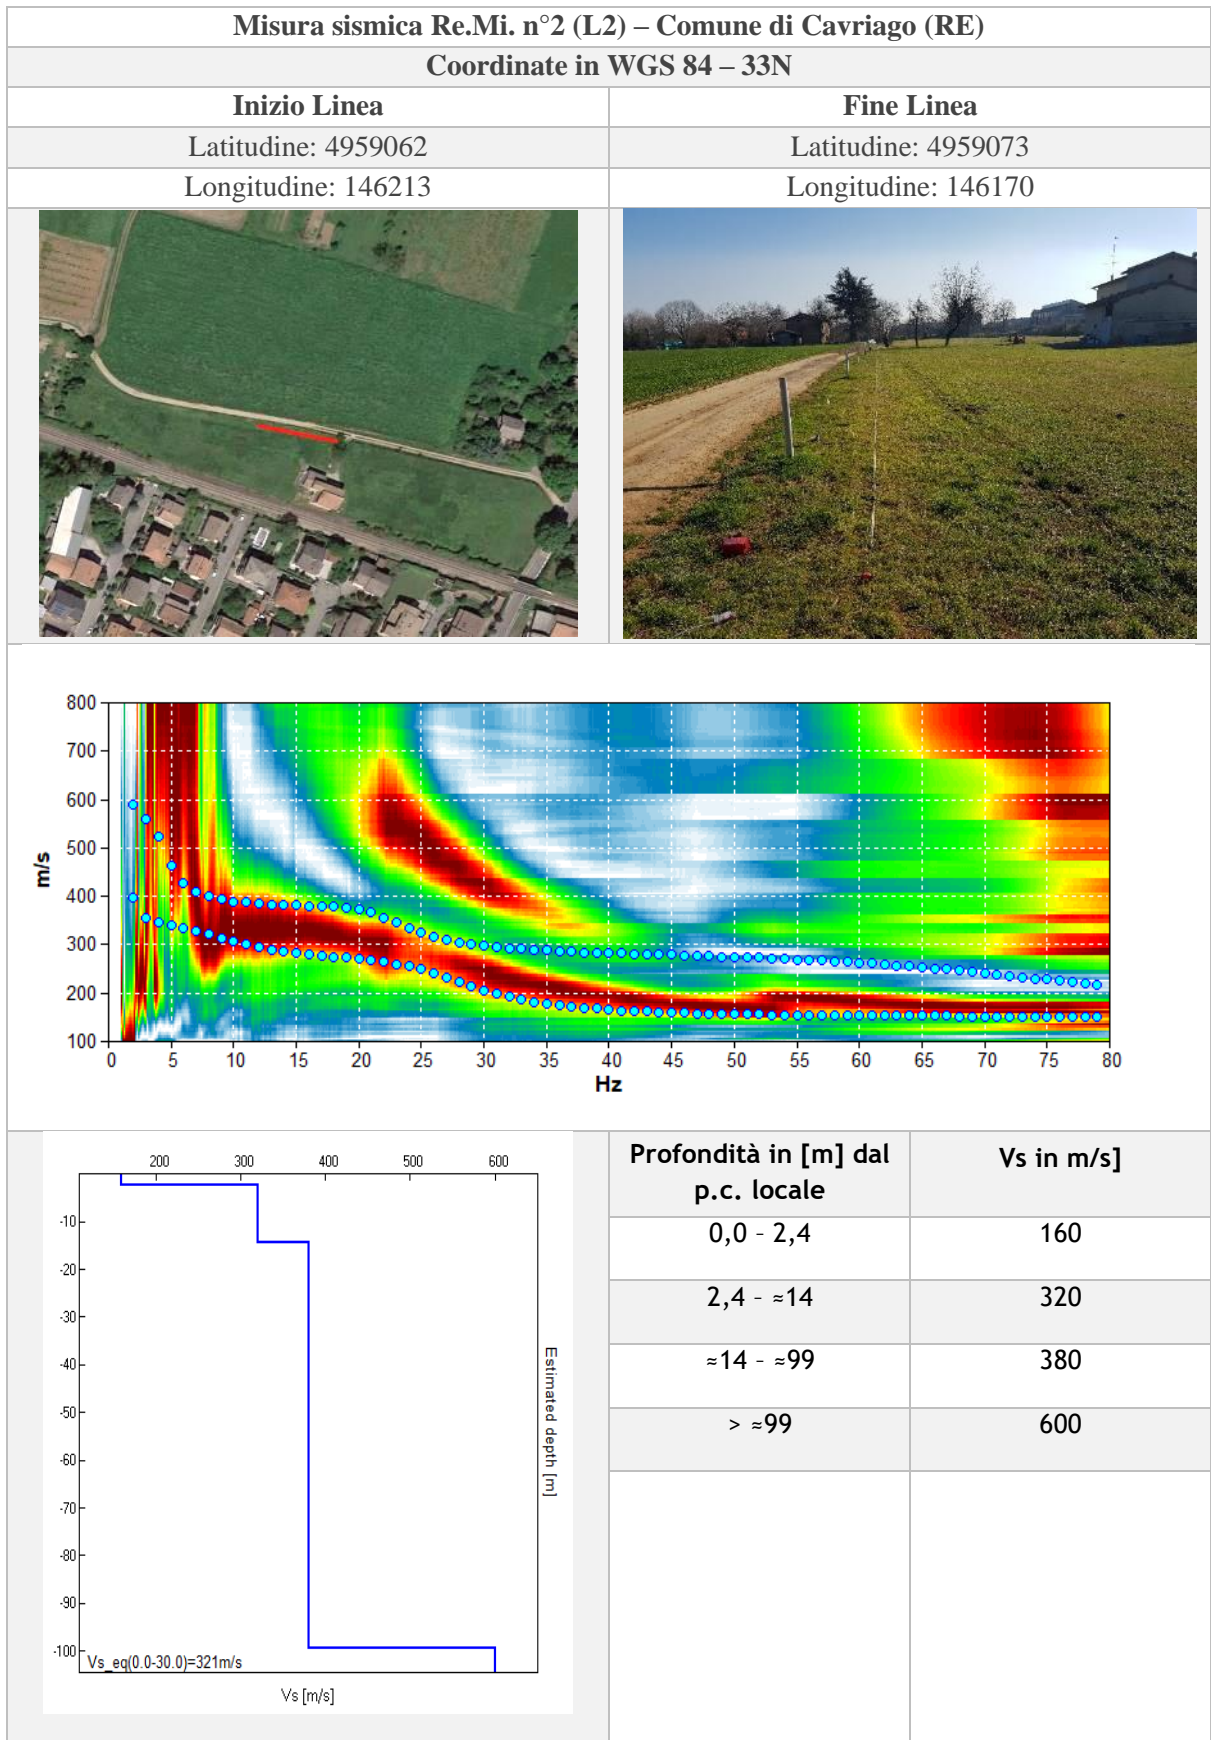 Misura sismica Re.Mi. n°2 (L2) – Comune di Cavriago (RE)
Coordinate in WGS 84 – 33N
Inizio Linea
Fine Linea
Latitudine: 4959062
Latitudine: 4959073
Longitudine: 146213
Longitudine: 146170
800
700
600
500
400
300
200
100
m/s
0 5 10 15 20 25 30 35 40 45 50 55 60 65 70 75 80
Hz
200 300 400 500 600
-10
-20
-30
-40
-50
-60
-70
-80
-90
-100
Estimated depth [m]
Vs_eq(0.0-30.0)=321m/s
Vs [m/s]
Profondità in [m] dal
p.c. locale
Vs in m/s]
0,0 – 2,4
160
2,4 – ≈14
320
≈14 – ≈99
380
> ≈99
600